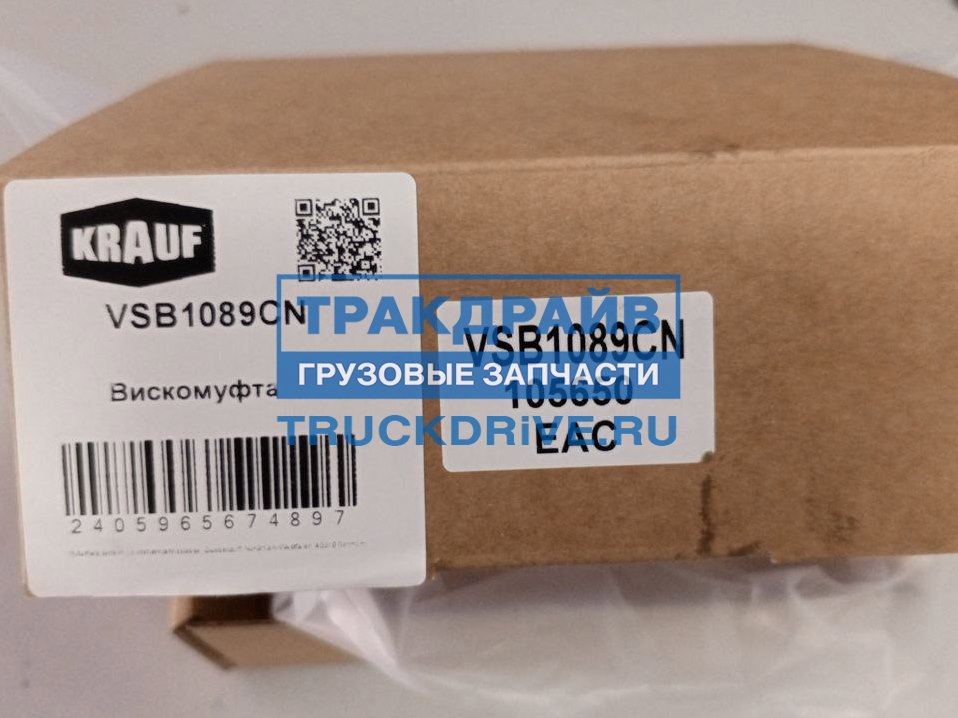 KRAUF
VSB1089CN
Вискомуфта
2405965674897
VSB1089CN
105650
EAC
ТРАКДРАЙВ
ГРУЗОВЫЕ ЗАПЧАСТИ
TRUCKDRiVE.RU